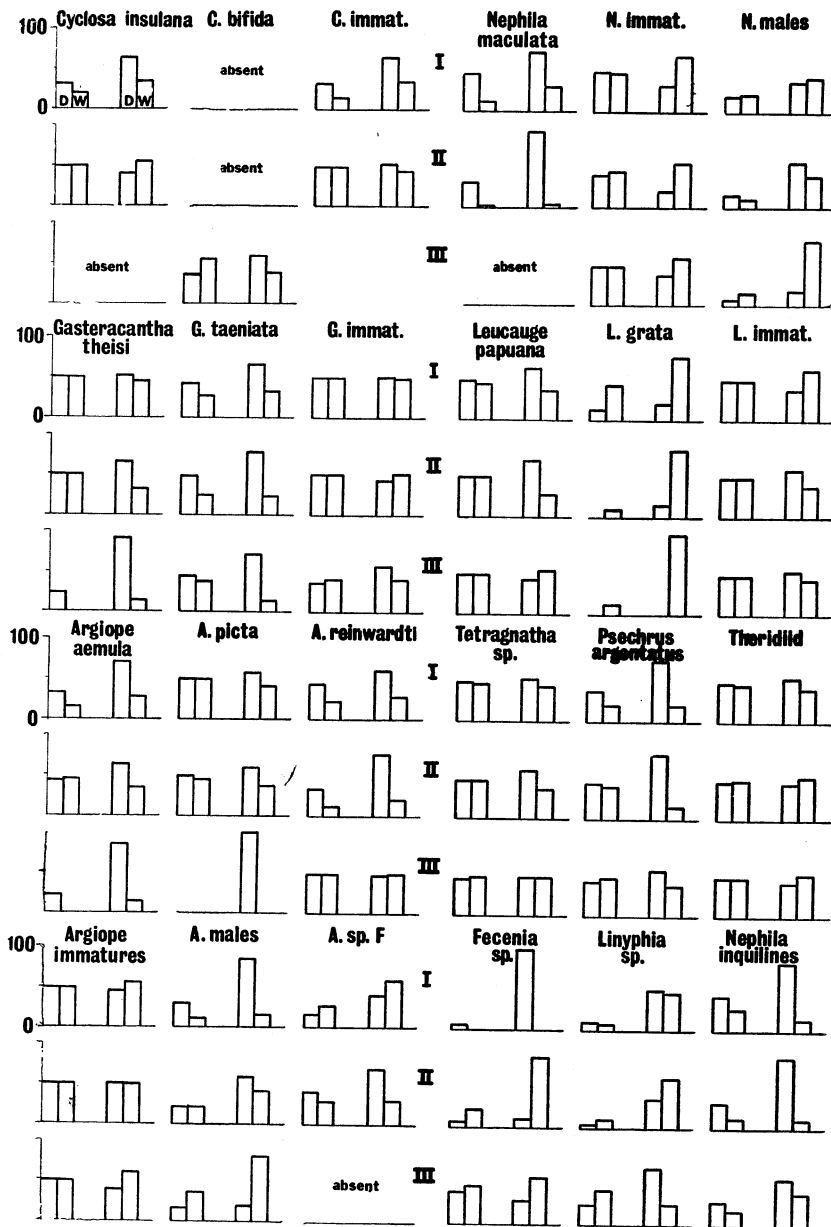 100
Cyclosa insulana C. bifida C. immat. Nephila maculata N. immat. N. males
absent
I
0
D W D W
absent
II
absent
III
absent
100
Gasteracantha theisi G. taeniata G. immat. Leucauge papuana L. grata L. immat.
I
0
II
III
100
Argiope aemula A. picta A. reinwardti Tetragnatha sp. Psechrus argentatus Theridiid
I
0
II
III
100
Argiope immatures A. males A. sp. F Fecenia sp. Linyphia sp. Nephila inquilines
I
0
II
absent
III